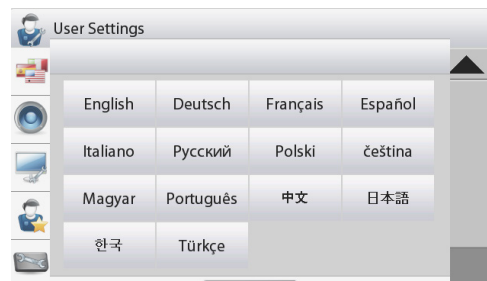 User Settings
English Deutsch Français Español
Italiano Русский Polski čeština
Magyar Português 中文 日本語
한국 Türkçe